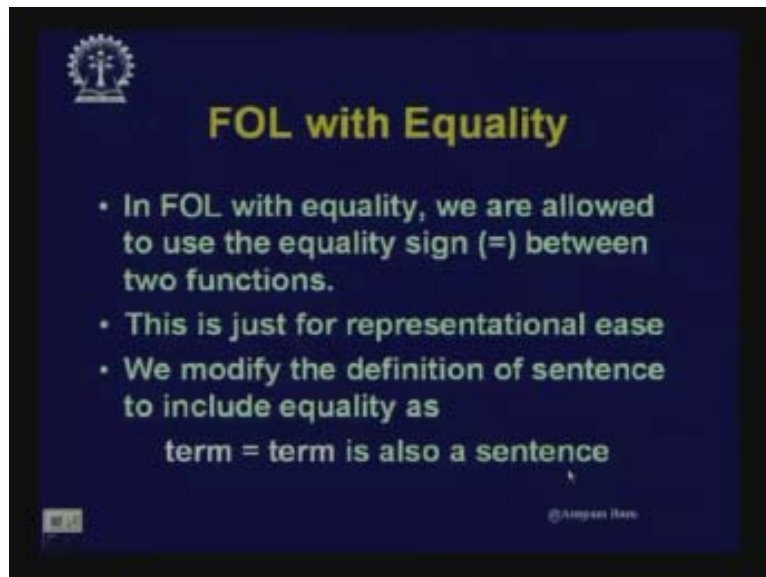 FOL with Equality
• In FOL with equality, we are allowed
to use the equality sign (=) between
two functions.
• This is just for representational ease
• We modify the definition of sentence
to include equality as
term = term is also a sentence